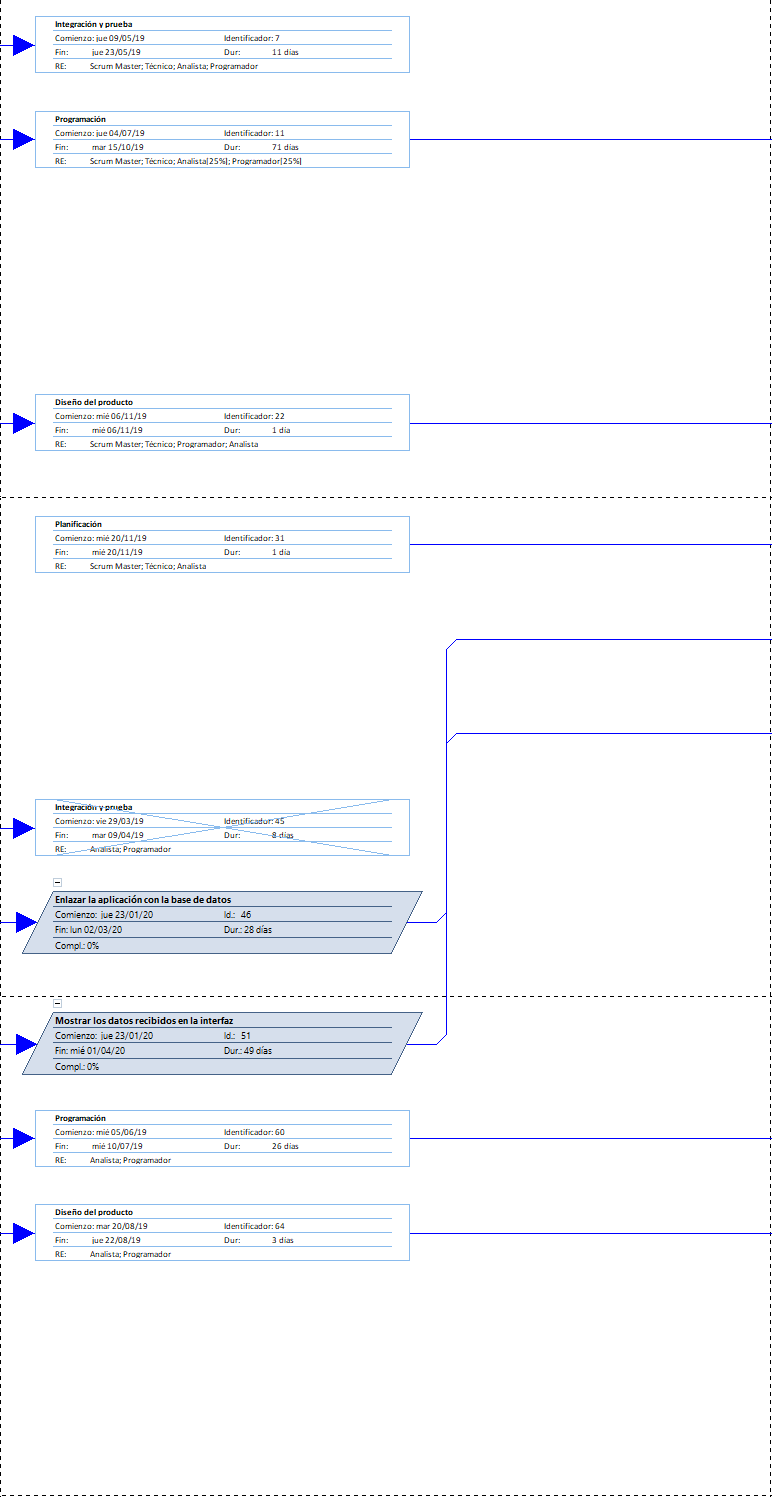 Integración y prueba
Comienzo: jue 09/05/19 Identificador: 7
Fin: jue 23/05/19 Dur: 11 días
RE: Scrum Master; Técnico; Analista; Programador
Programación
Comienzo: jue 04/07/19 Identificador: 11
Fin: mar 15/10/19 Dur: 71 días
RE: Scrum Master; Técnico; Analista[25%]; Programador[25%]
Diseño del producto
Comienzo: mié 06/11/19 Identificador: 22
Fin: mié 06/11/19 Dur: 1 día
RE: Scrum Master; Técnico; Programador; Analista
Planificación
Comienzo: mié 20/11/19 Identificador: 31
Fin: mié 20/11/19 Dur: 1 día
RE: Scrum Master; Técnico; Analista
Integración y prueba
Comienzo: vie 29/03/19 Identificador: 45
Fin: mar 09/04/19 Dur: 8 días
RE: Analista; Programador
Enlazar la aplicación con la base de datos
Comienzo: jue 23/01/20 Id.: 46
Fin: lun 02/03/20 Dur.: 28 días
Compl.: 0%
Mostrar los datos recibidos en la interfaz
Comienzo: jue 23/01/20 Id.: 51
Fin: mié 01/04/20 Dur.: 49 días
Compl.: 0%
Programación
Comienzo: mié 05/06/19 Identificador: 60
Fin: mié 10/07/19 Dur: 26 días
RE: Analista; Programador
Diseño del producto
Comienzo: mar 20/08/19 Identificador: 64
Fin: jue 22/08/19 Dur: 3 días
RE: Analista; Programador